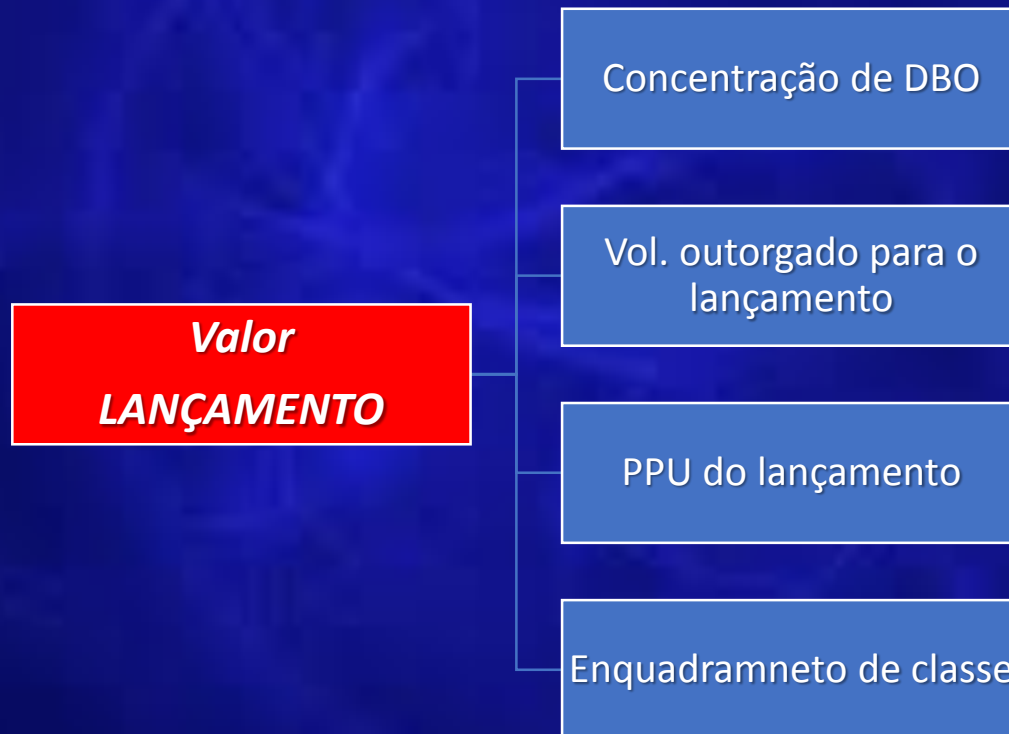 Concentração de DBO
Vol. outorgado para o
lançamento
Valor
LANÇAMENTO
PPU do lançamento
Enquadramneto de classe